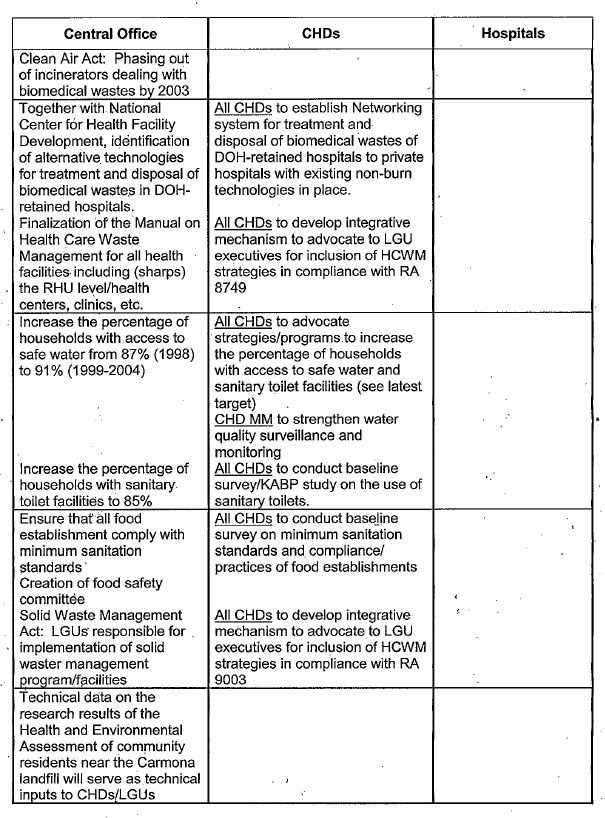 Central Office
CHDs
Hospitals
Clean Air Act: Phasing out
of incinerators dealing with
biomedical wastes by 2003
Together with National
Center for Health Facility
Development, identification
of alternative technologies
for treatment and disposal of
biomedical wastes in DOH-
retained hospitals.
All CHDs to establish Networking
system for treatment and
disposal of biomedical wastes of
DOH-retained hospitals to private
hospitals with existing non-burn
technologies in place.
Finalization of the Manual on
Health Care Waste
Management for all health
facilities including (sharps)
the RHU level/health
centers, clinics, etc.
All CHDs to develop integrative
mechanism to advocate to LGU
executives for inclusion of HCWM
strategies in compliance with RA
8749
Increase the percentage of
households with access to
safe water from 87% (1998)
to 91% (1999-2004)
All CHDs to advocate
strategies/programs to increase
the percentage of households
with access to safe water and
sanitary toilet facilities (see latest
target)
CHD MM to strengthen water
quality surveillance and
monitoring
Increase the percentage of
households with sanitary
toilet facilities to 85%
All CHDs to conduct baseline
survey/KABP study on the use of
sanitary toilets.
Ensure that all food
establishment comply with
minimum sanitation
standards
Creation of food safety
committee
All CHDs to conduct baseline
survey on minimum sanitation
standards and compliance/
practices of food establishments
Solid Waste Management
Act: LGUs responsible for
implementation of solid
waster management
program/facilities
All CHDs to develop integrative
mechanism to advocate to LGU
executives for inclusion of HCWM
strategies in compliance with RA
9003
Technical data on the
research results of the
Health and Environmental
Assessment of community
residents near the Carmona
landfill will serve as technical
inputs to CHDs/LGUs